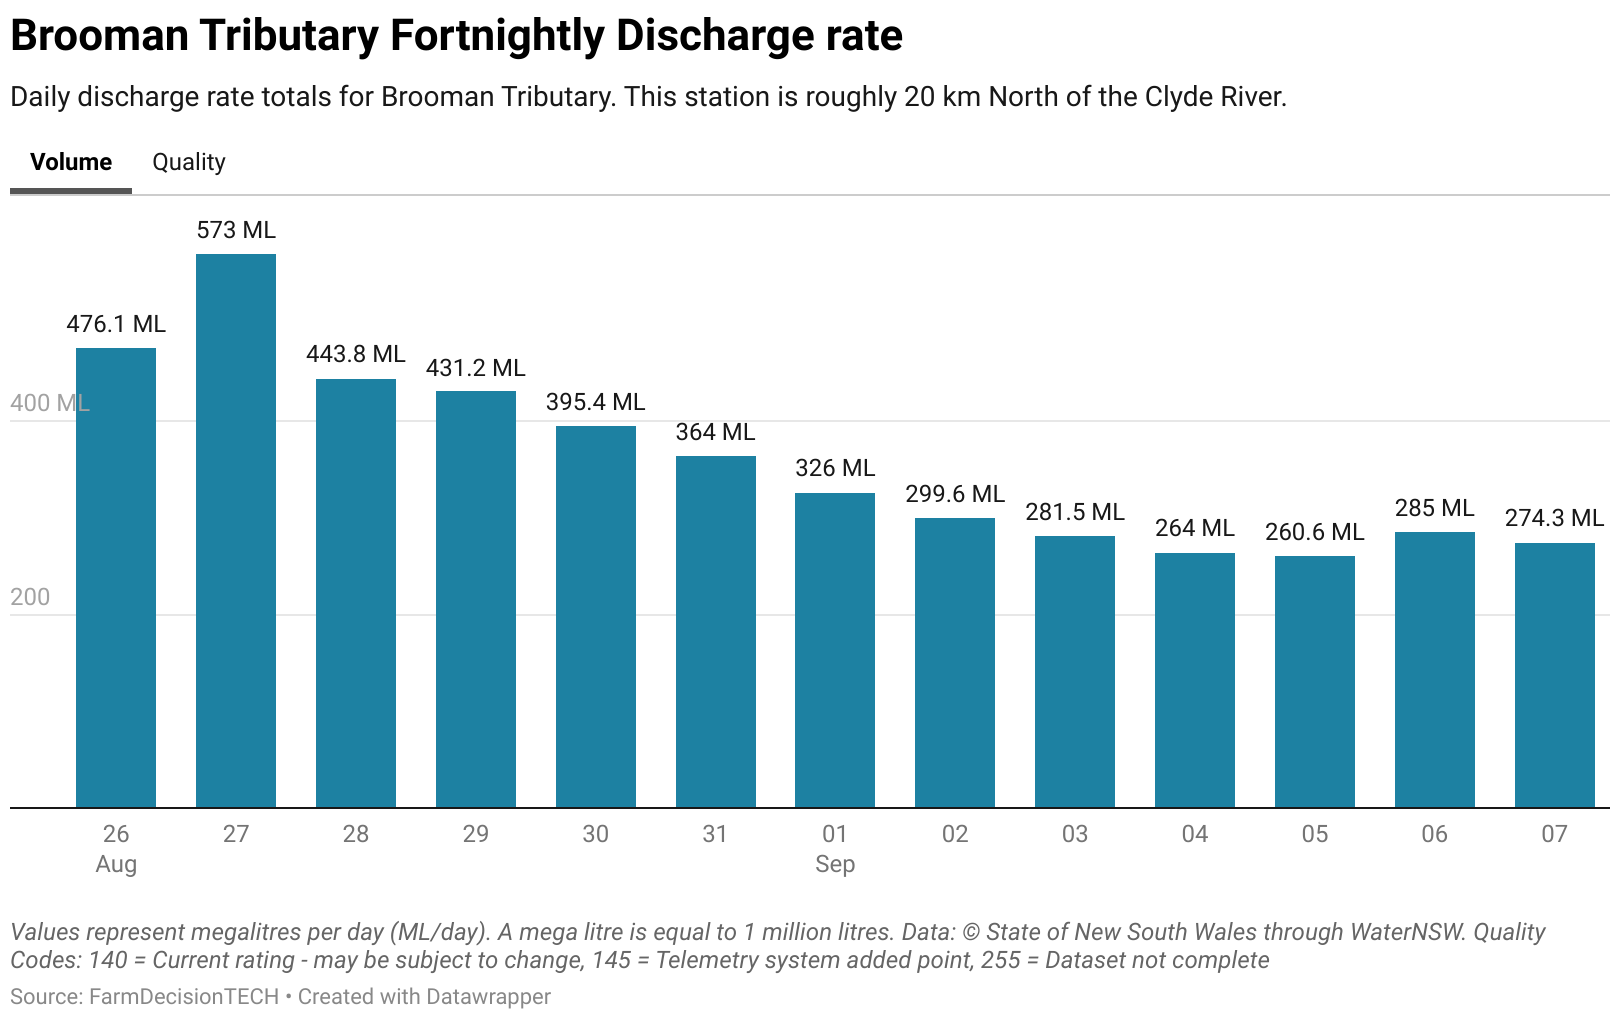 Brooman Tributary Fortnightly Discharge rate
Daily discharge rate totals for Brooman Tributary. This station is roughly 20 km North of the Clyde River.
Volume Quality
573 ML
476.1 ML
443.8 ML
431.2 ML
400 ML
395.4 ML
364 ML
326 ML
299.6 ML
281.5 ML
264 ML
260.6 ML
285 ML
274.3 ML
200
26 27 28 29 30 31 01 02 03 04 05 06 07
Aug Sep
Values represent megalitres per day (ML/day). A mega litre is equal to 1 million litres. Data: © State of New South Wales through WaterNSW. Quality
Codes: 140 = Current rating - may be subject to change, 145 = Telemetry system added point, 255 = Dataset not complete
Source: FarmDecisionTECH • Created with Datawrapper